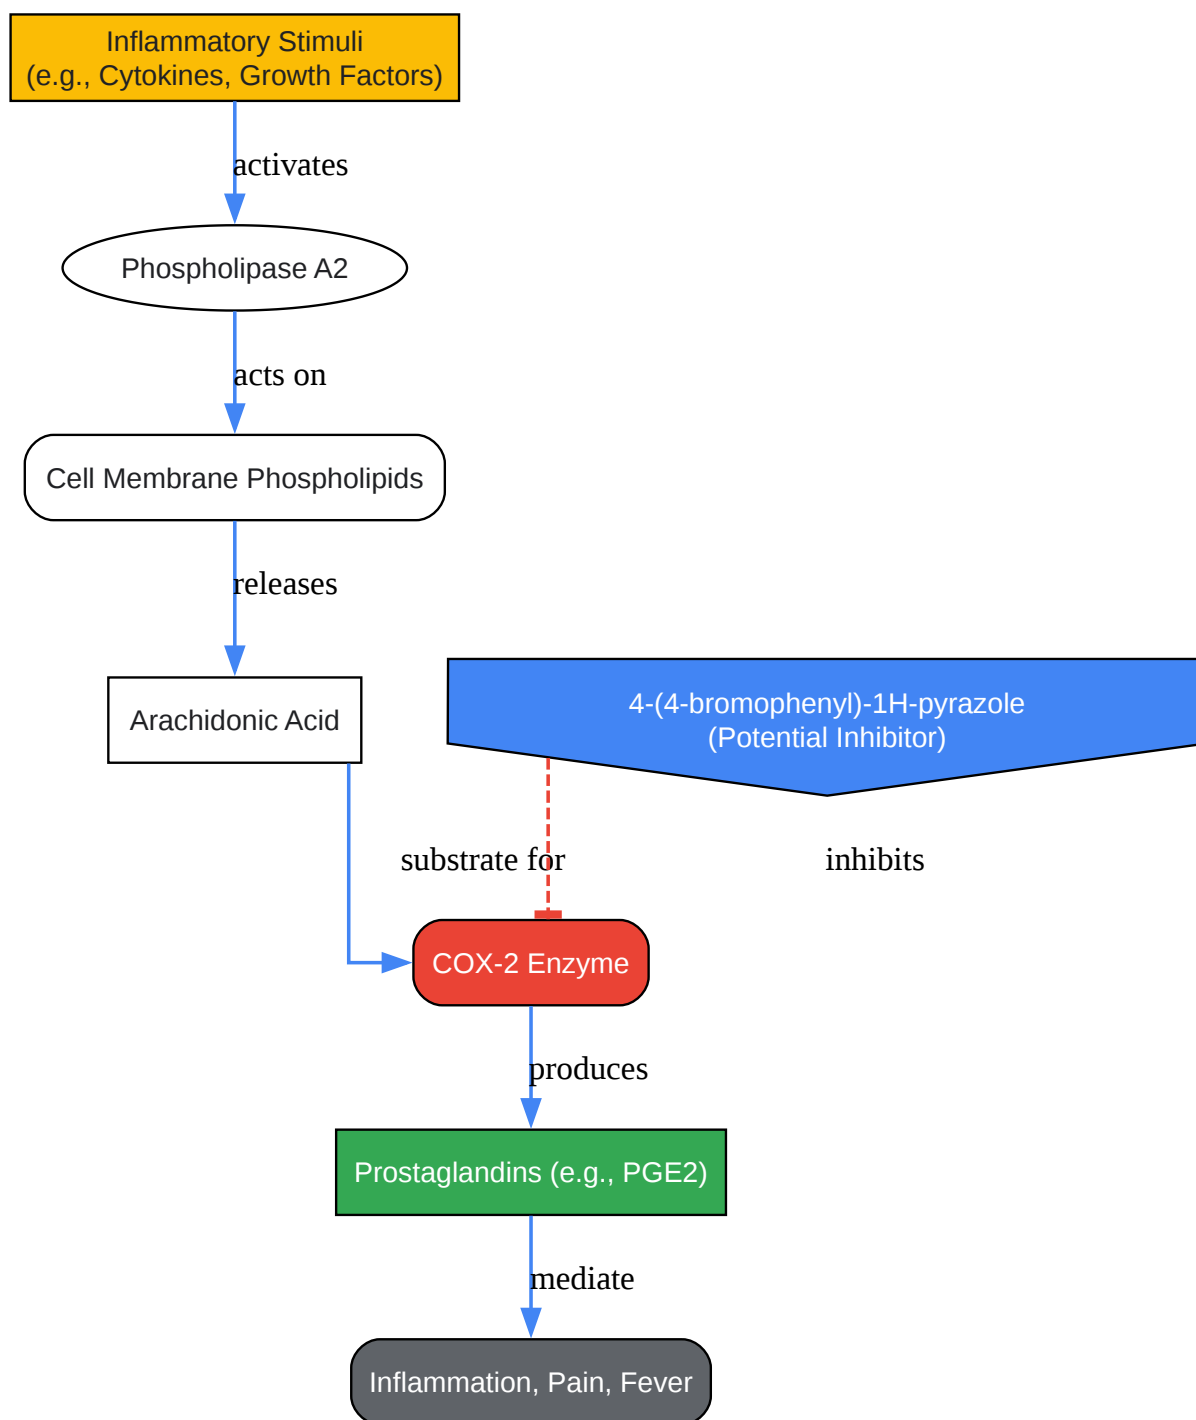 Inflammatory Stimuli
(e.g., Cytokines, Growth Factors)
activates
Phospholipase A2
acts on
Cell Membrane Phospholipids
releases
Arachidonic Acid
4-(4-bromophenyl)-1H-pyrazole
(Potential Inhibitor)
substrate for
inhibits
COX-2 Enzyme
produces
Prostaglandins (e.g., PGE2)
mediate
Inflammation, Pain, Fever